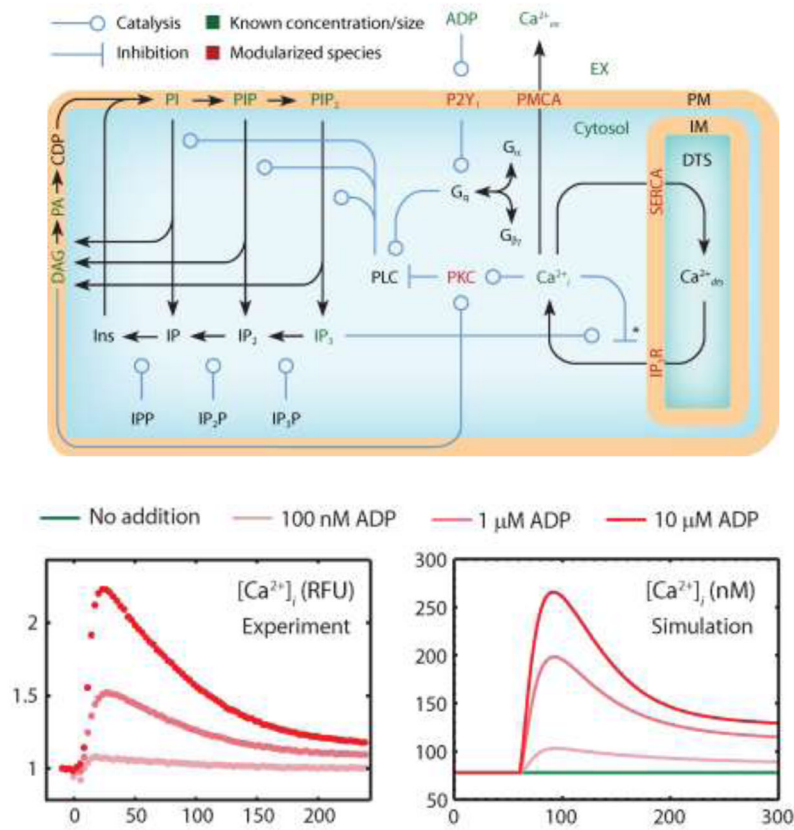 Catalysis
Known concentration/size
ADP
Ca²⁺ex
Inhibition
Modularized species
EX
PI
PIP
PIP₂
P2Y₁
PMCA
PM
CDP
Cytosol
IM
DTS
Gα
SERCA
PA
Gq
Gβγ
DAG
PLC
PKC
Ca²⁺i
Ca²⁺dts
Ins
IP
IP₂
IP₃
*
IP₃R
IPP
IP₂P
IP₃P
No addition
100 nM ADP
1 μM ADP
10 μM ADP
[Ca²⁺]i (RFU)
Experiment
2
1.5
1
0
50
100
150
200
[Ca²⁺]i (nM)
Simulation
300
250
200
150
100
50
0
100
200
300